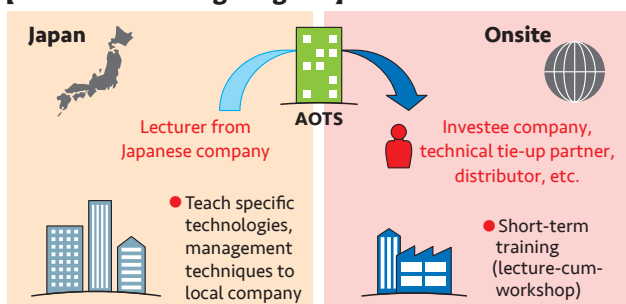 Japan
Onsite
AOTS
Lecturer from
Japanese company
Investee company,
technical tie-up partner,
distributor, etc.
● Teach specific
technologies,
management
techniques to
local company
● Short-term
training
(lecture-cum-
workshop)